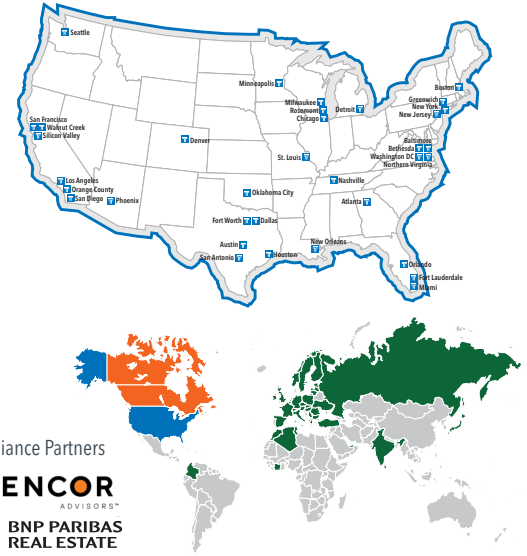 Seattle
Minneapolis
Boston
Milwaukee
Rosemont
Chicago
Detroit
Greenwich
New York
New Jersey
San Francisco
Walnut Creek
Silicon Valley
Denver
St. Louis
Baltimore
Bethesda
Washington DC
Northern Virginia
Los Angeles
Orange County
San Diego
Phoenix
Oklahoma City
Nashville
Atlanta
Fort Worth
Dallas
Austin
San Antonio
Houston
New Orleans
Orlando
Fort Lauderdale
Miami
iance Partners
ENCOR
ADVISORS™
BNP PARIBAS
REAL ESTATE